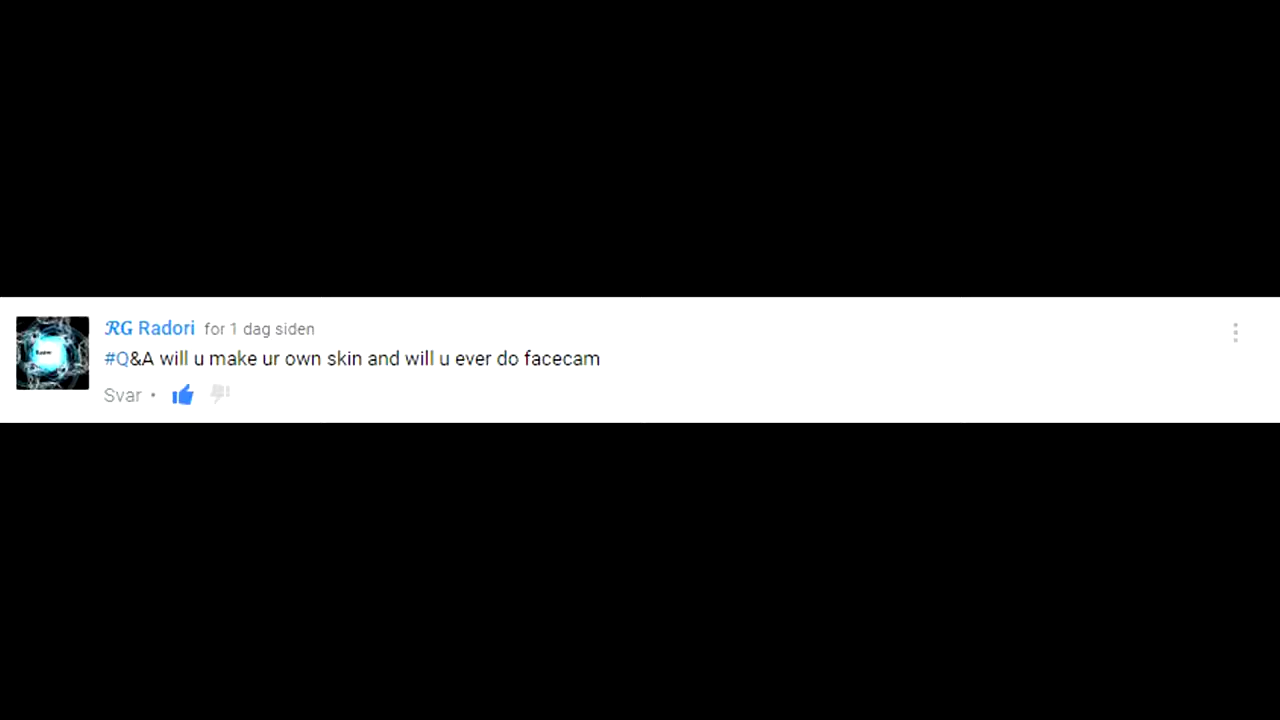 ℛG Radori for 1 dag siden
#Q&A will u make ur own skin and will u ever do facecam
Svar •